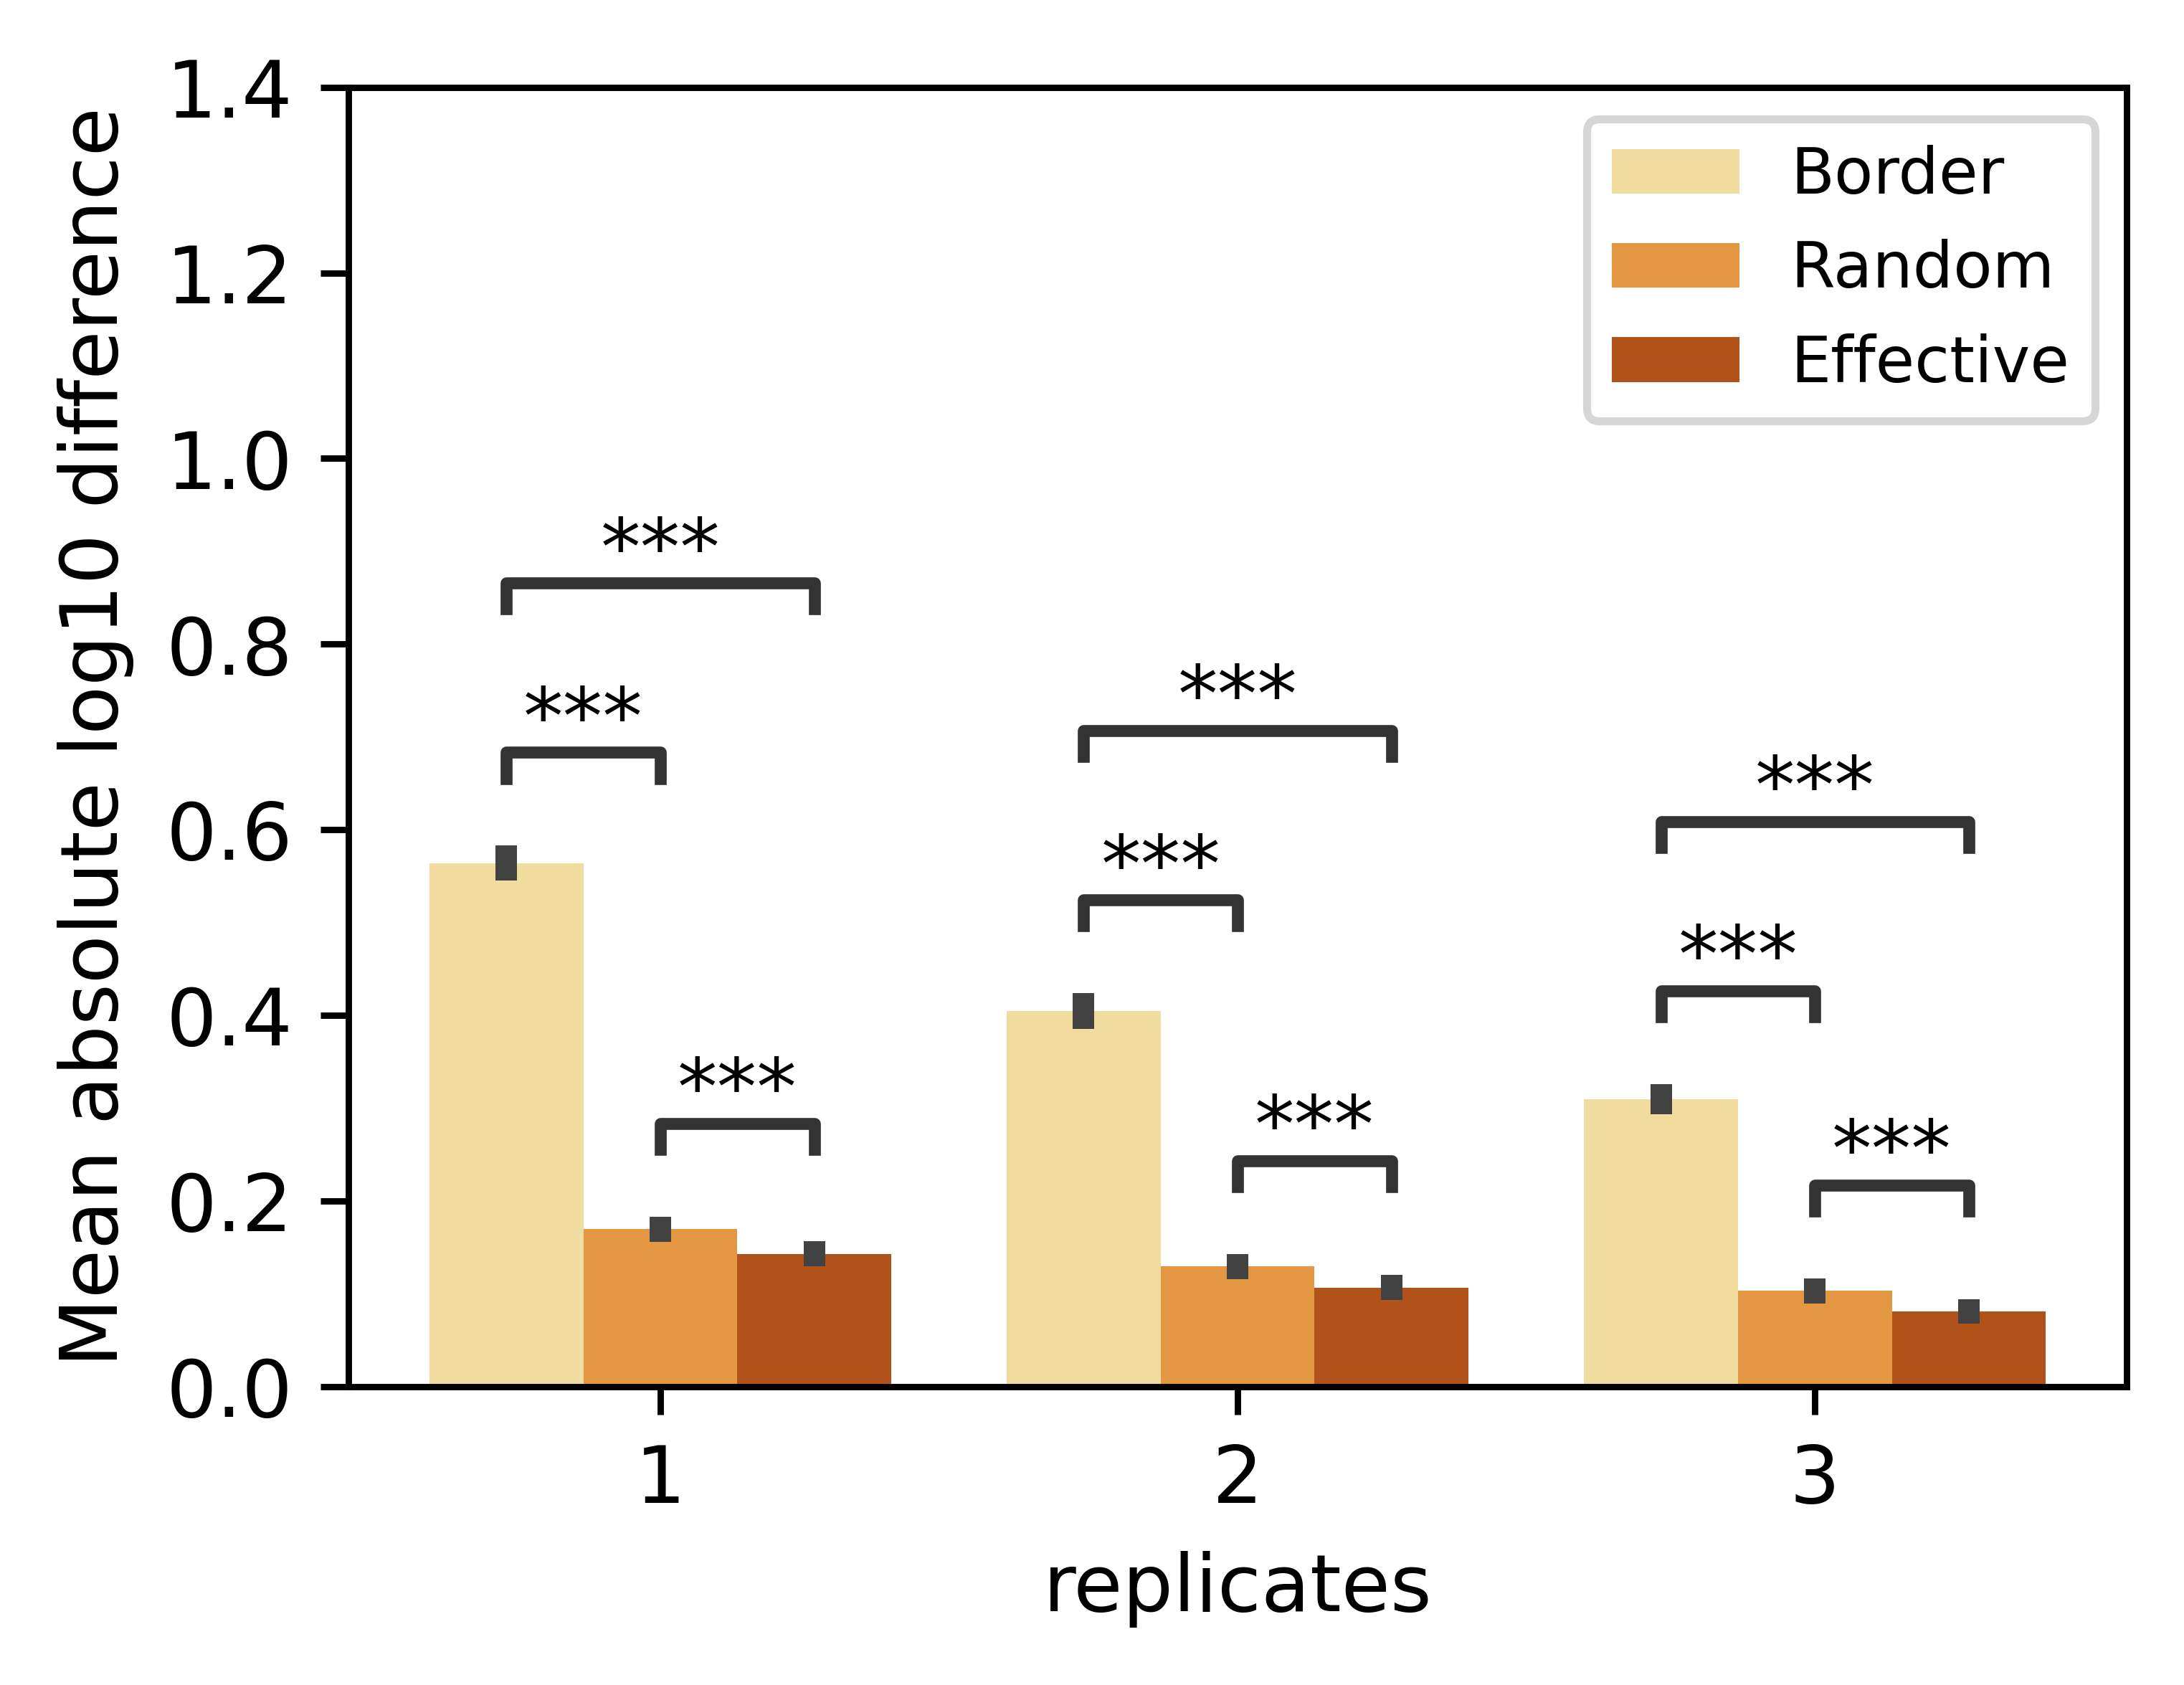 Mean absolute log10 difference
1.4
1.2
1.0
0.8
0.6
0.4
0.2
0.0
Border
Random
Effective
***
***
***
***
***
***
***
***
***
1 2 3
replicates